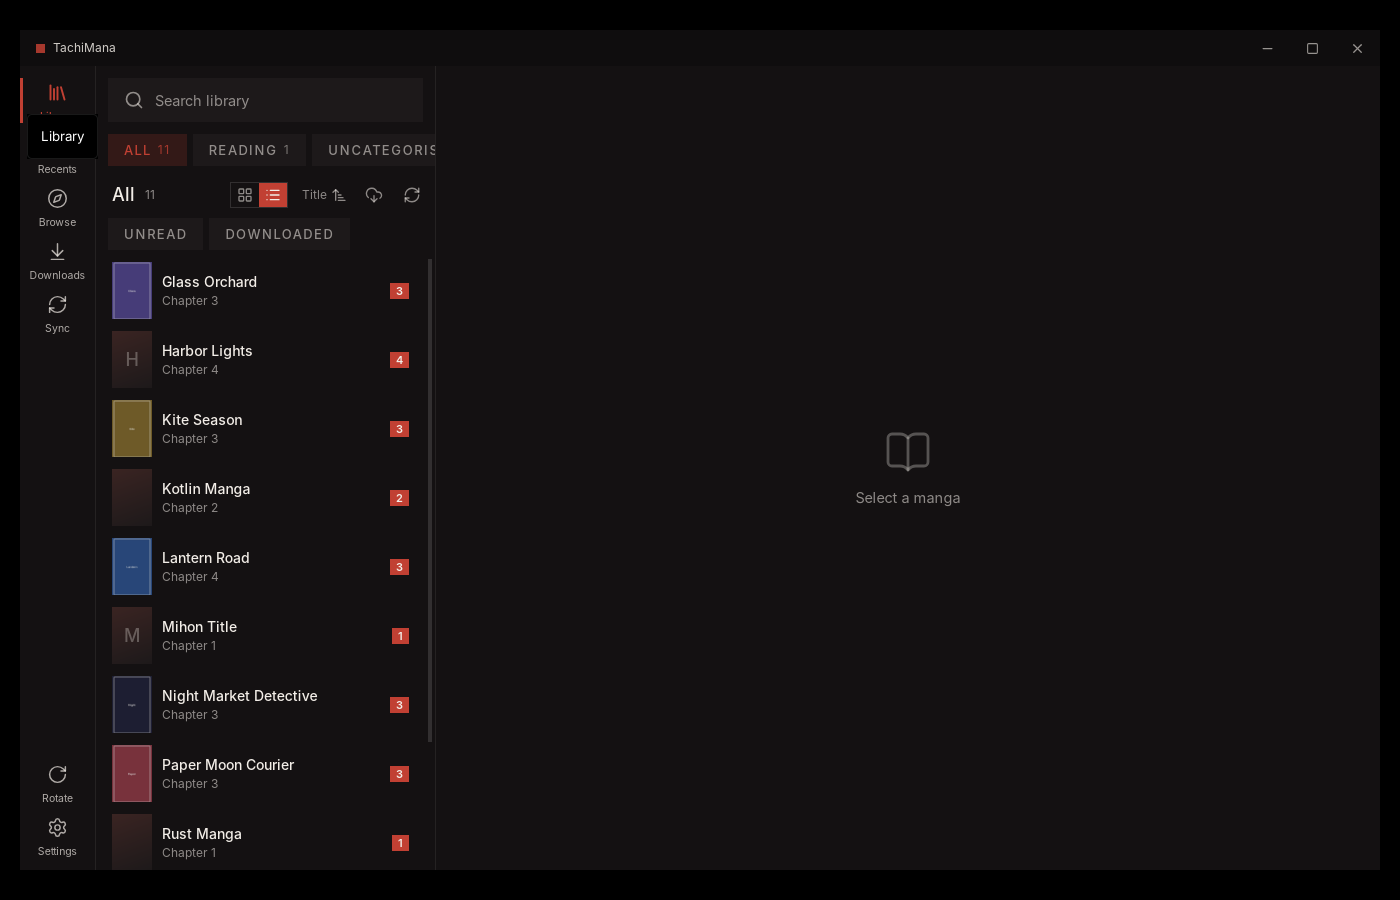 TachiMana
Search library
Library
ALL 11
READING 1
UNCATEGORIS
Recents
All 11
Title
Browse
UNREAD
DOWNLOADED
Downloads
Sync
Glass Orchard
Chapter 3
3
H
Harbor Lights
Chapter 4
4
Kite Season
Chapter 3
3
Kotlin Manga
Chapter 2
2
Lantern Road
Chapter 4
3
M
Mihon Title
Chapter 1
1
Night Market Detective
Chapter 3
3
Paper Moon Courier
Chapter 3
3
Rust Manga
Chapter 1
1
Rotate
Settings
Select a manga